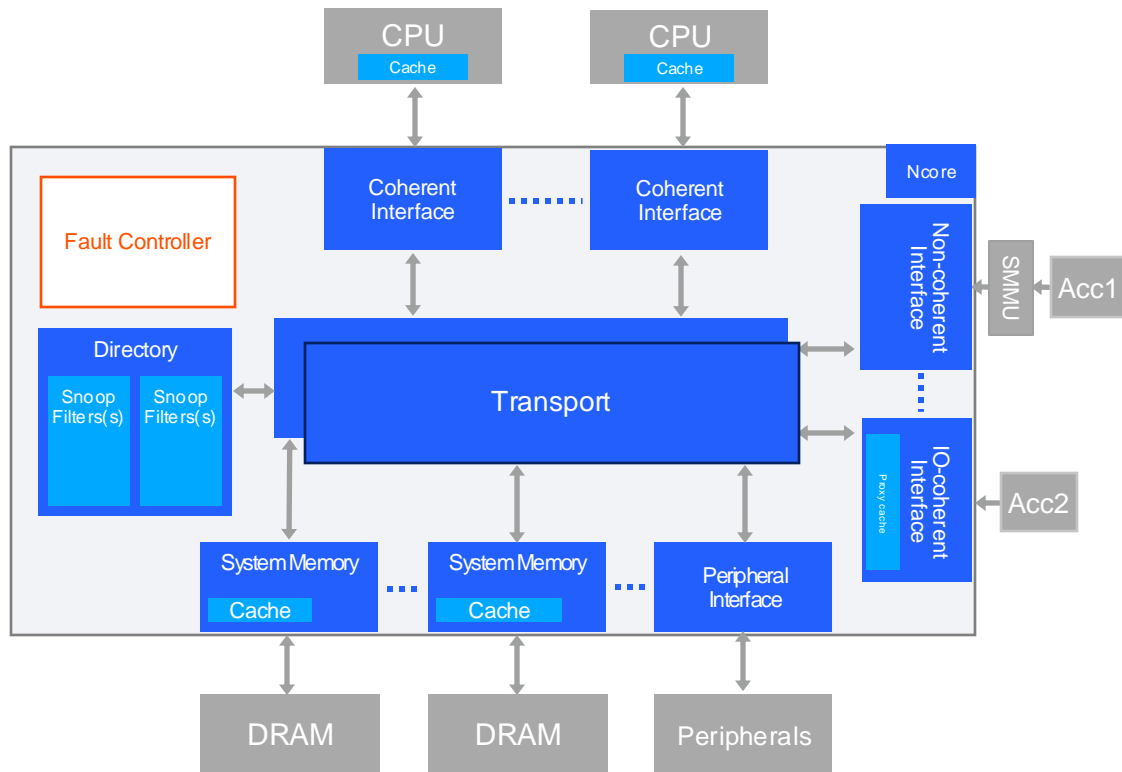 CPU
Cache
CPU
Cache
Ncore
Coherent
Interface
Coherent
Interface
Fault Controller
Non-coherent
Interface
SMMU
Acc1
Directory
Snoop
Filters(s)
Snoop
Filters(s)
Transport
IO-coherent
Interface
Proxy cache
Acc2
System Memory
Cache
System Memory
Cache
Peripheral
Interface
DRAM
DRAM
Peripherals